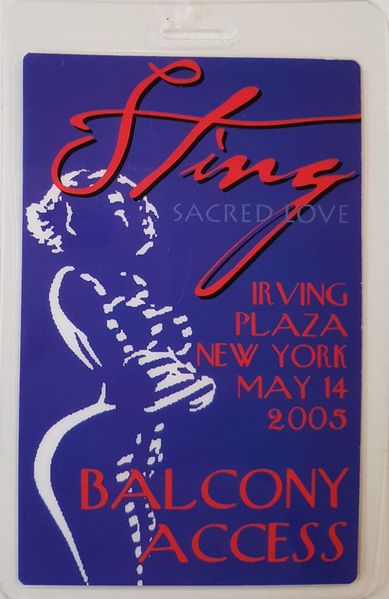 Sting
SACRED LOVE
IRVING
PLAZA
NEW YORK
MAY 14
2005
BALCONY
ACCESS